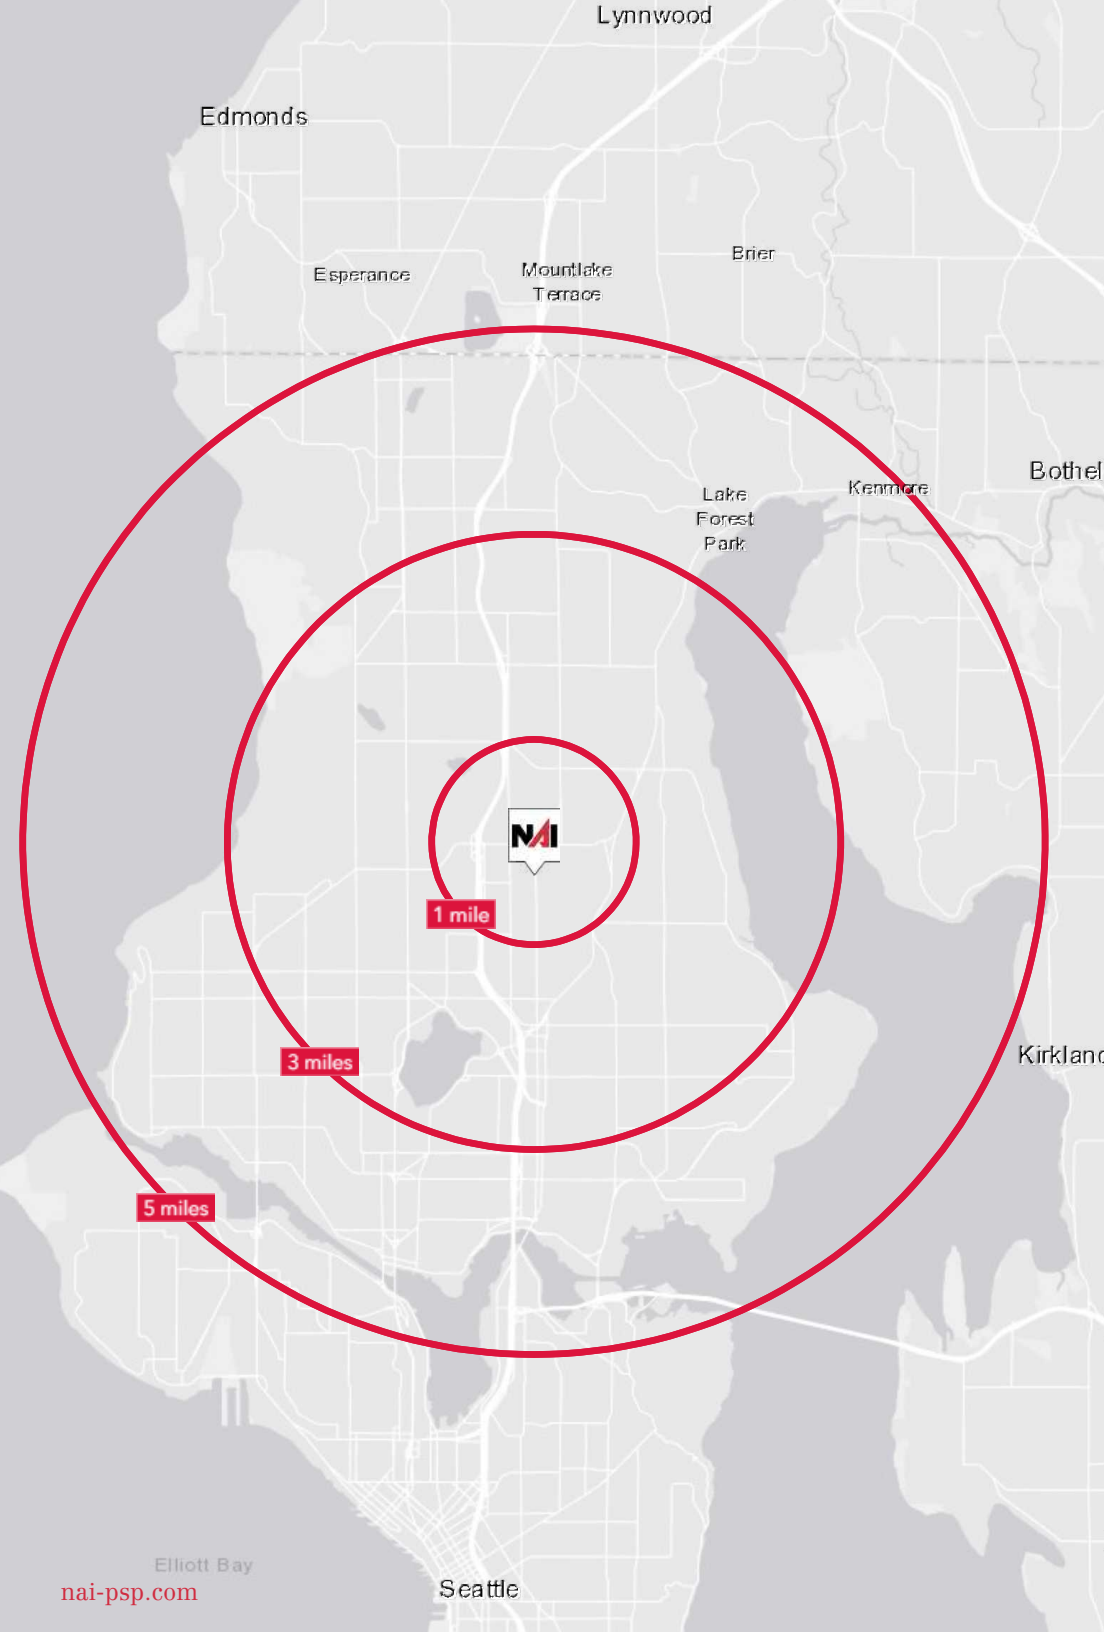 Lynnwood
Edmonds
Brier
Esperance
Mountlake
Terrace
Bothel
Kenmore
Lake
Forest
Park
NAI
1 mile
3 miles
Kirklanc
5 miles
Elliott Bay
nai-psp.com
Seattle